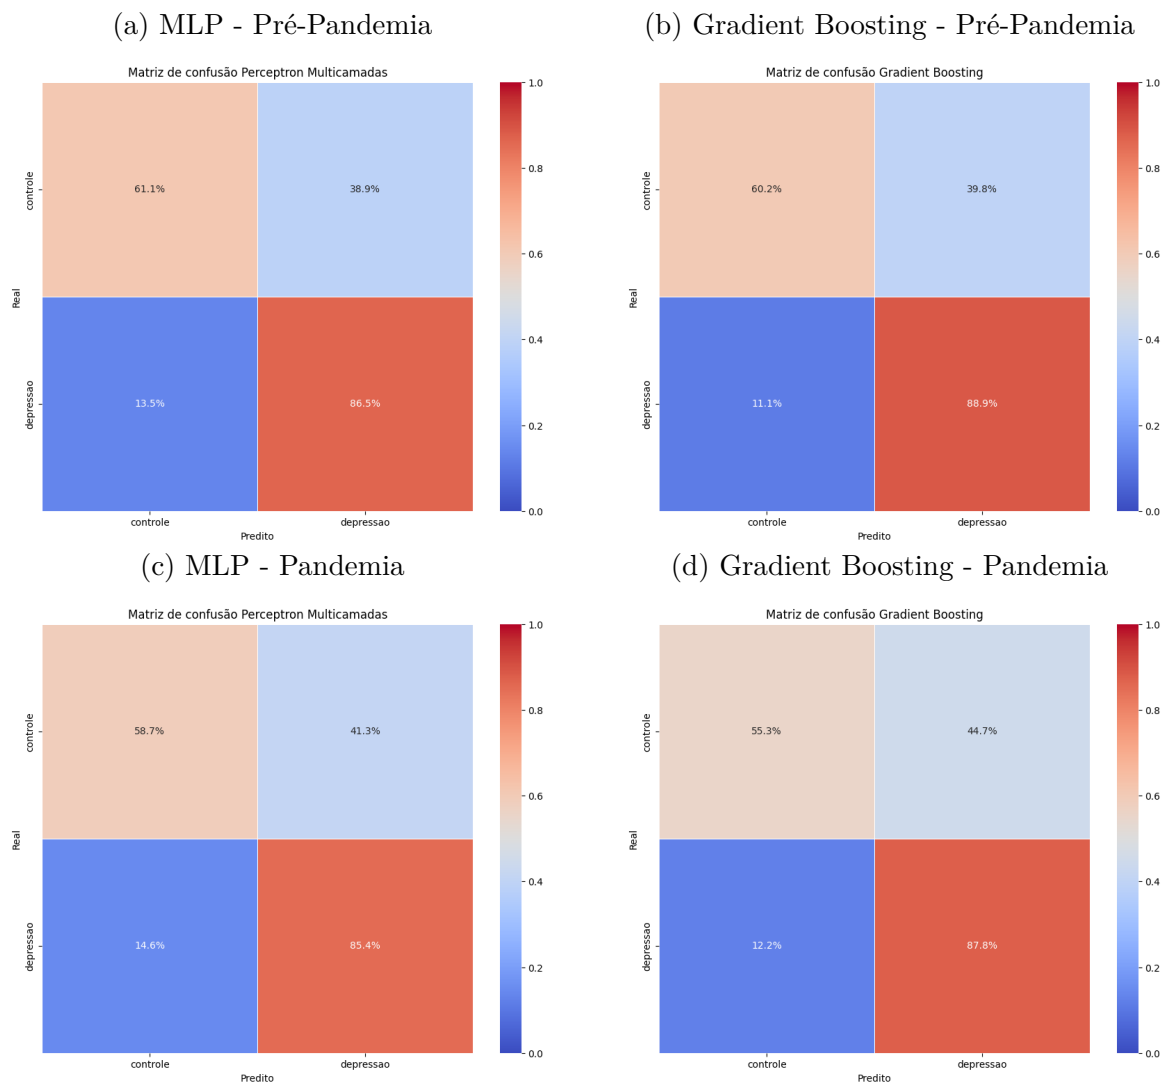 (a) MLP - Pré-Pandemia
Matriz de confusão Perceptron Multicamadas
controle
61.1%
38.9%
Real
depressao
13.5%
86.5%
controle
depressao
Predito
1.0
0.8
0.6
0.4
0.2
0.0
(b) Gradient Boosting - Pré-Pandemia
Matriz de confusão Gradient Boosting
controle
60.2%
39.8%
Real
depressao
11.1%
88.9%
controle
depressao
Predito
1.0
0.8
0.6
0.4
0.2
0.0
(c) MLP - Pandemia
Matriz de confusão Perceptron Multicamadas
controle
58.7%
41.3%
Real
depressao
14.6%
85.4%
controle
depressao
Predito
1.0
0.8
0.6
0.4
0.2
0.0
(d) Gradient Boosting - Pandemia
Matriz de confusão Gradient Boosting
controle
55.3%
44.7%
Real
depressao
12.2%
87.8%
controle
depressao
Predito
1.0
0.8
0.6
0.4
0.2
0.0